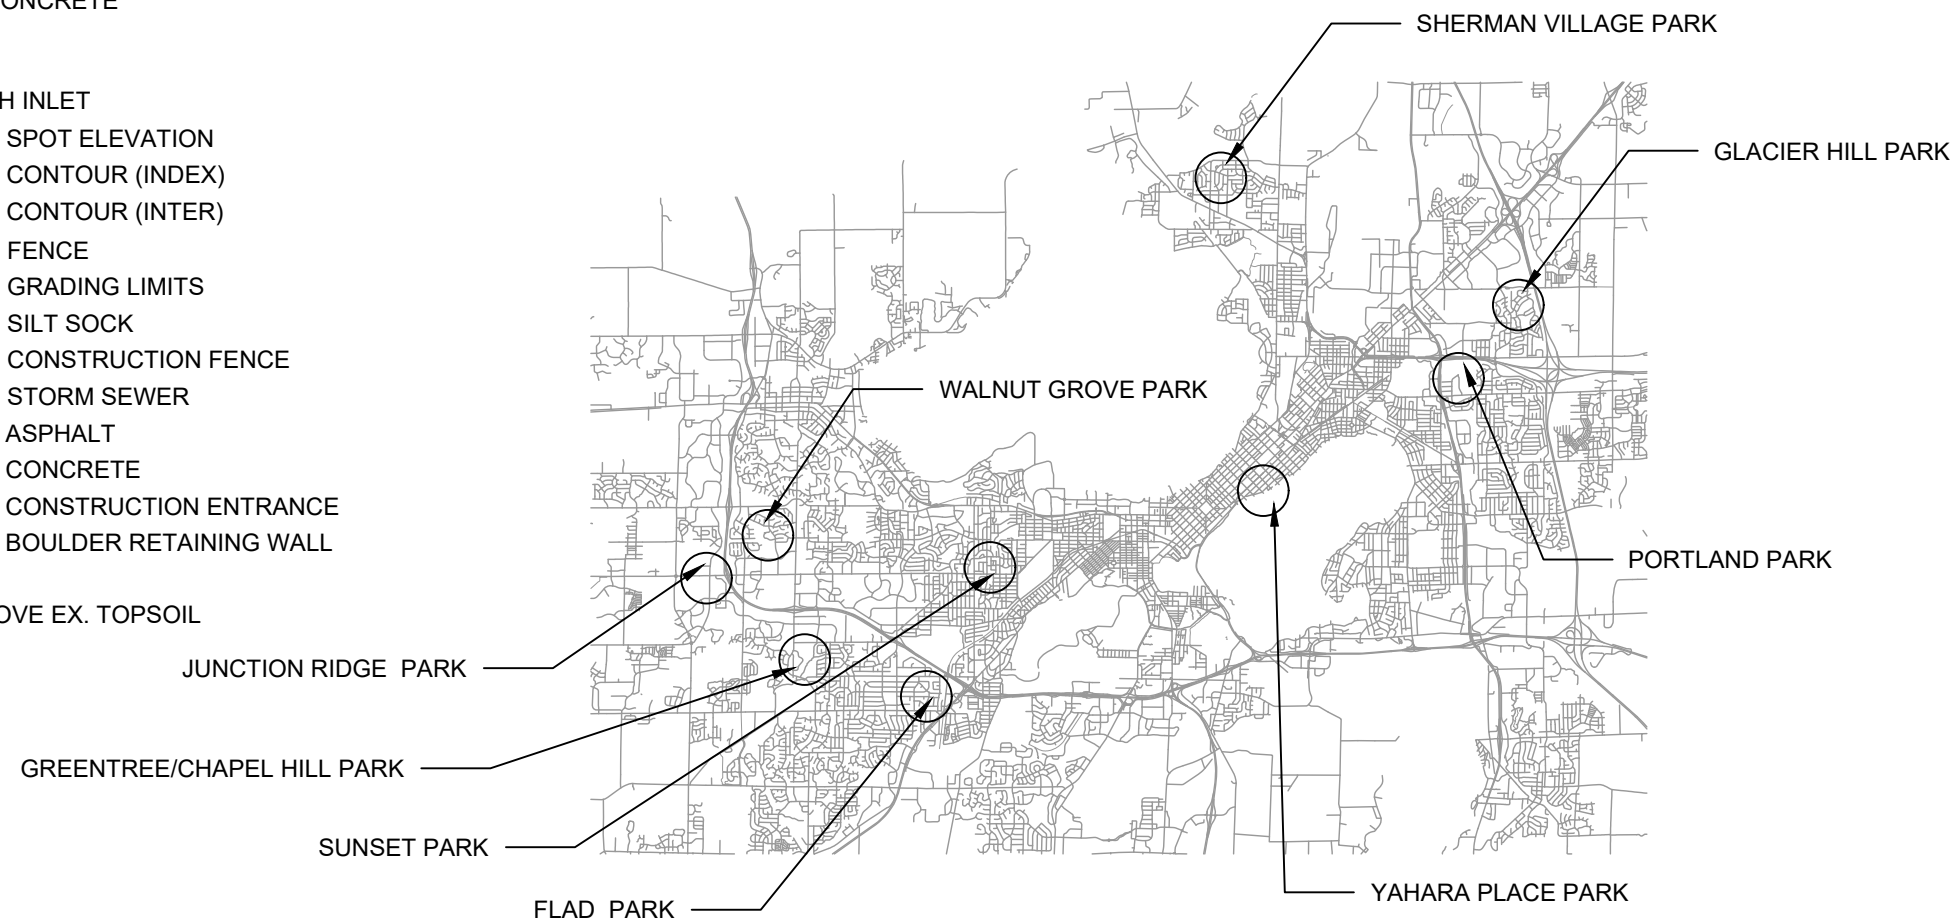 ONCRETE
H INLET
SPOT ELEVATION
CONTOUR (INDEX)
CONTOUR (INTER)
FENCE
GRADING LIMITS
SILT SOCK
CONSTRUCTION FENCE
STORM SEWER
ASPHALT
CONCRETE
CONSTRUCTION ENTRANCE
BOULDER RETAINING WALL
OVE EX. TOPSOIL
SHERMAN VILLAGE PARK
GLACIER HILL PARK
WALNUT GROVE PARK
PORTLAND PARK
JUNCTION RIDGE  PARK
GREENTREE/CHAPEL HILL PARK
SUNSET PARK
YAHARA PLACE PARK
FLAD  PARK